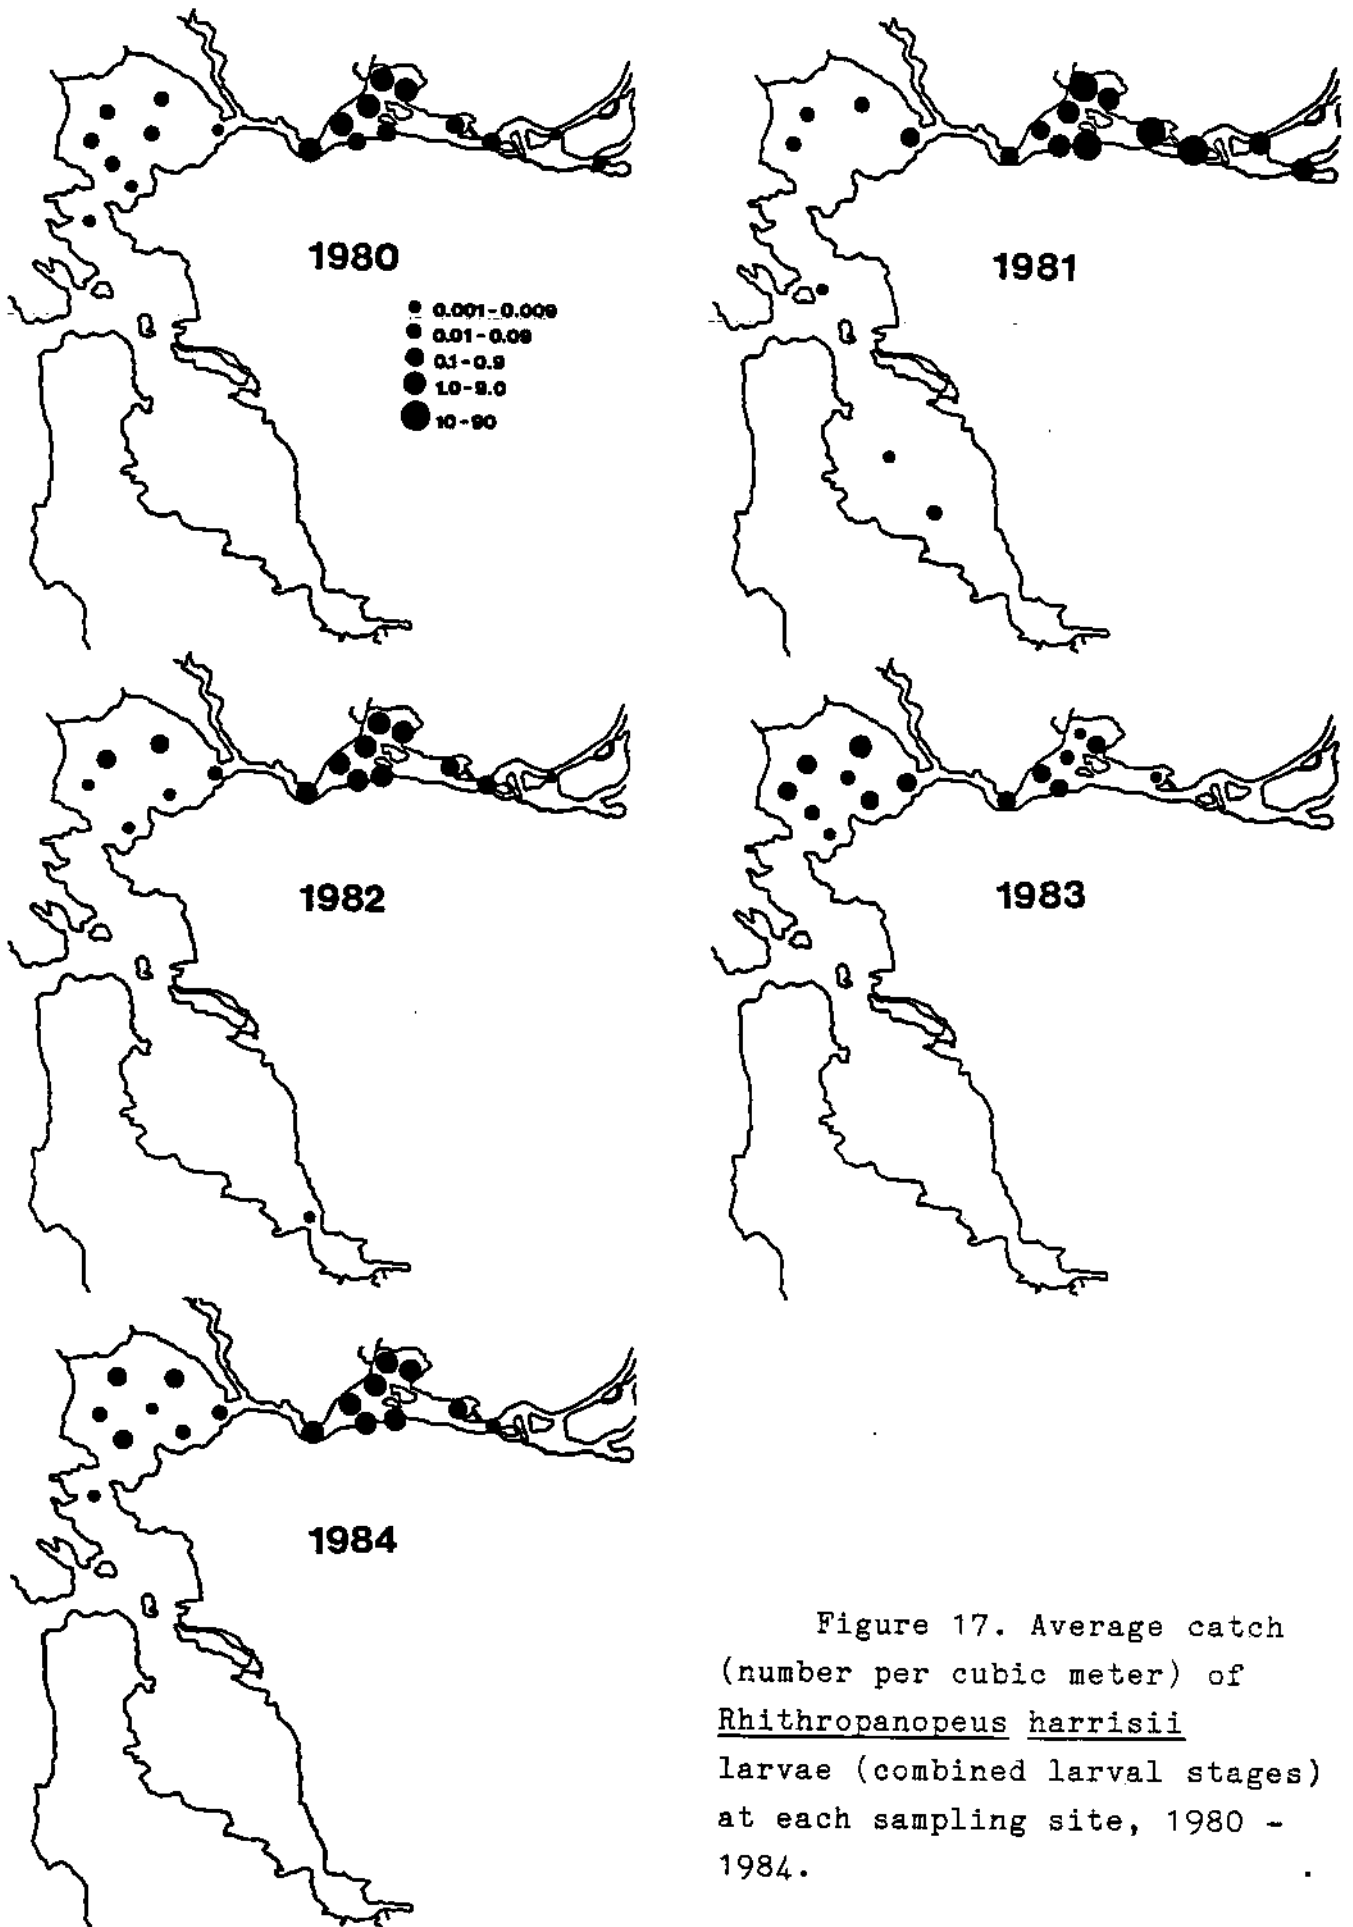 1980
0.001-0.009
0.01-0.09
0.1-0.9
1.0-9.0
10-90
1981
1982
1983
1984
Figure 17. Average catch
(number per cubic meter) of
Rhithropanopeus harrisii
larvae (combined larval stages)
at each sampling site, 1980 -
1984.